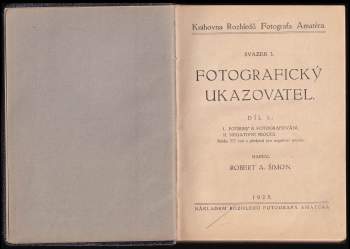 Knihovna Rozhledů Fotografa Amatéra.
SVAZEK 1.
FOTOGRAFICKÝ
UKAZOVATEL.
DÍL I.:
I. POTŘEBY A FOTOGRAFOVÁNÍ.
II. NEGATIVNÍ PROCES.
NAPSAL
ROBERT A. ŠIMON.
1925
NÁKLADEM ROZHLEDŮ FOTOGRAFA AMATÉRA